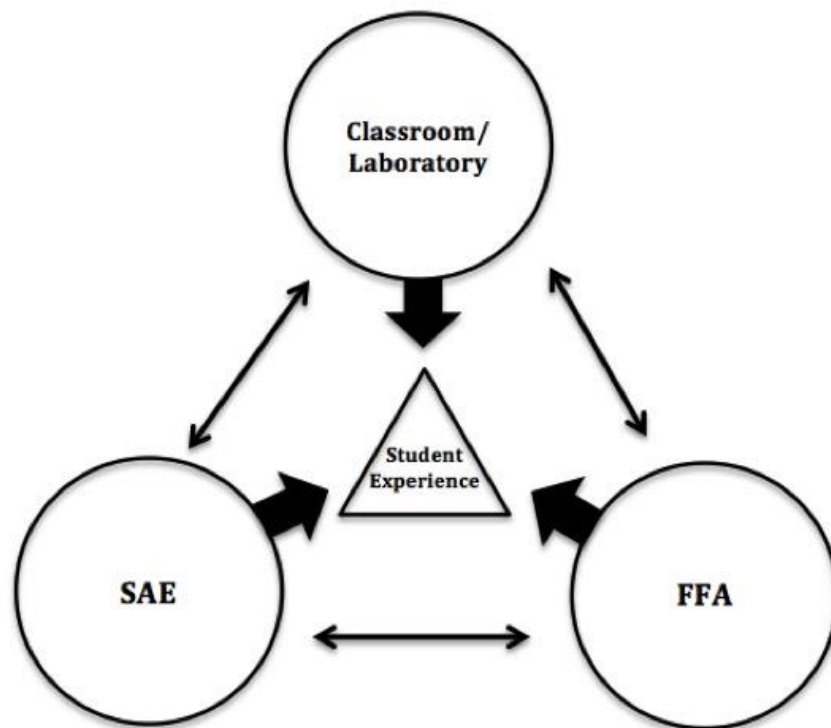 Classroom/
Laboratory
Student
Experience
SAE
FFA